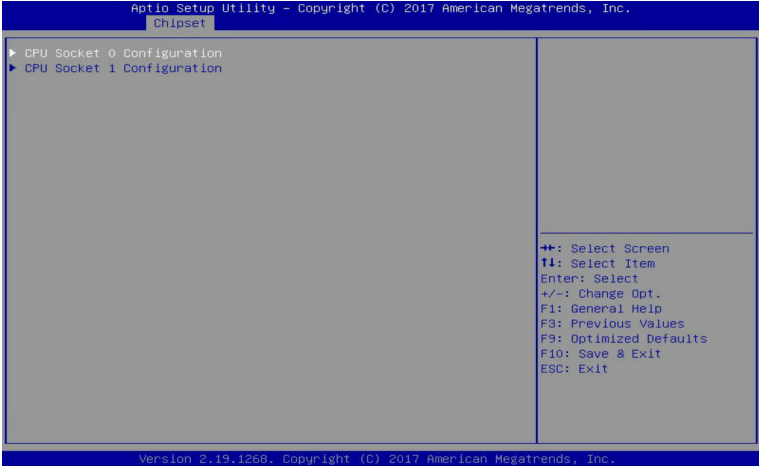 Aptio Setup Utility – Copyright (C) 2017 American Megatrends, Inc.
Chipset
▶ CPU Socket 0 Configuration
▶ CPU Socket 1 Configuration
→←: Select Screen
↑↓: Select Item
Enter: Select
+/-: Change Opt.
F1: General Help
F3: Previous Values
F9: Optimized Defaults
F10: Save & Exit
ESC: Exit
Version 2.19.1268. Copyright (C) 2017 American Megatrends, Inc.